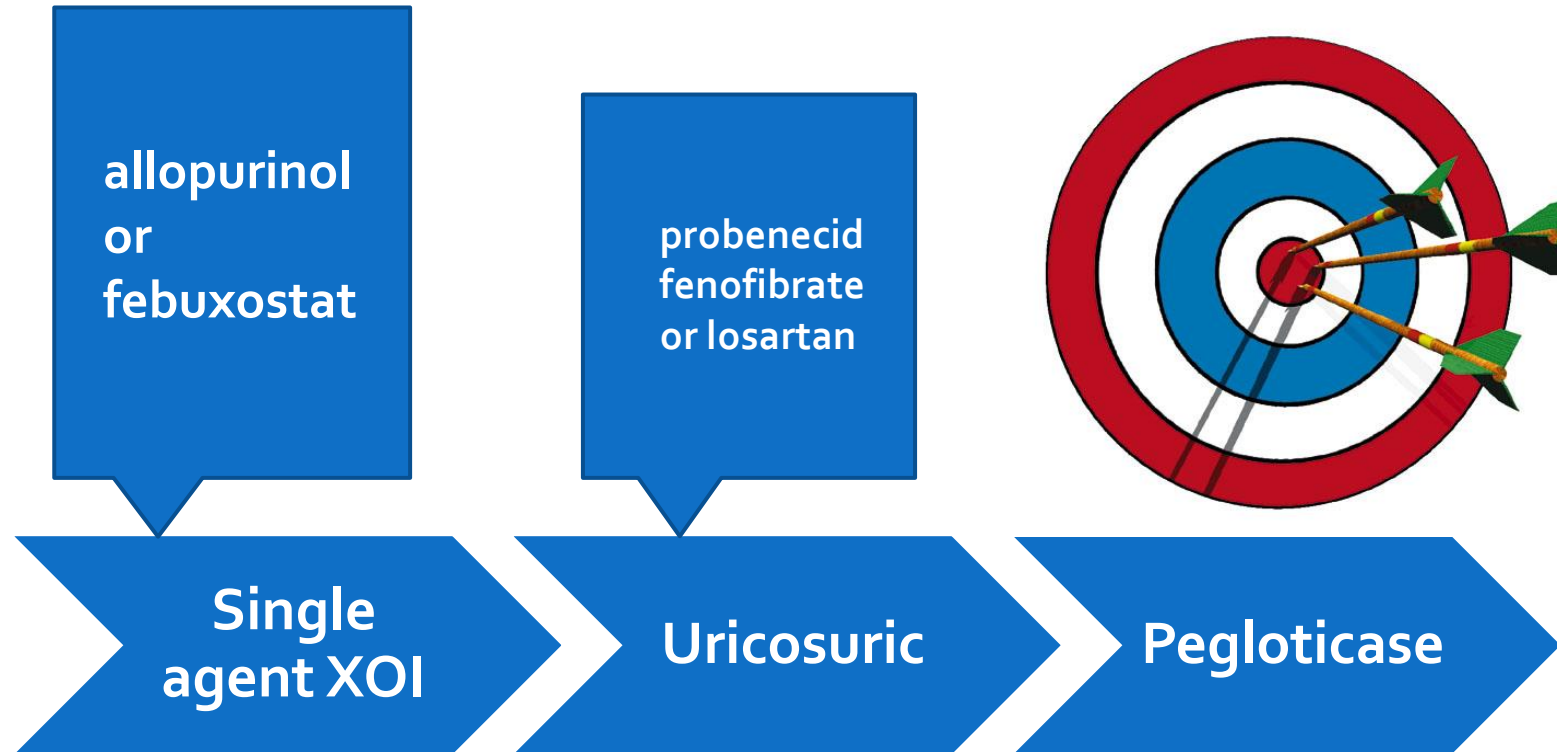 allopurinol
or
febuxostat
probenecid
fenofibrate
or losartan
Single
agent XOI
Uricosuric
Pegloticase